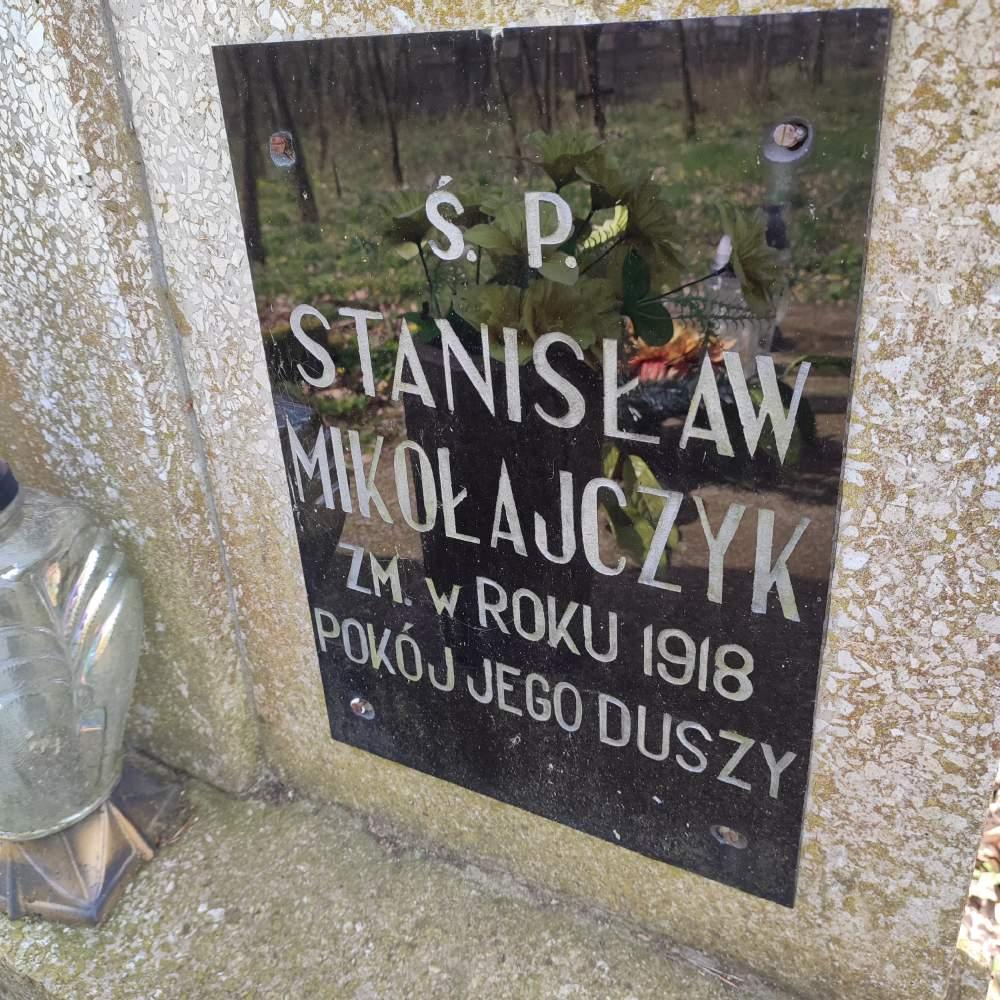 Ś. P.
STANISŁAW
MIKOŁAJCZYK
ZM. w ROKU 1918
POKÓJ JEGO DUSZY